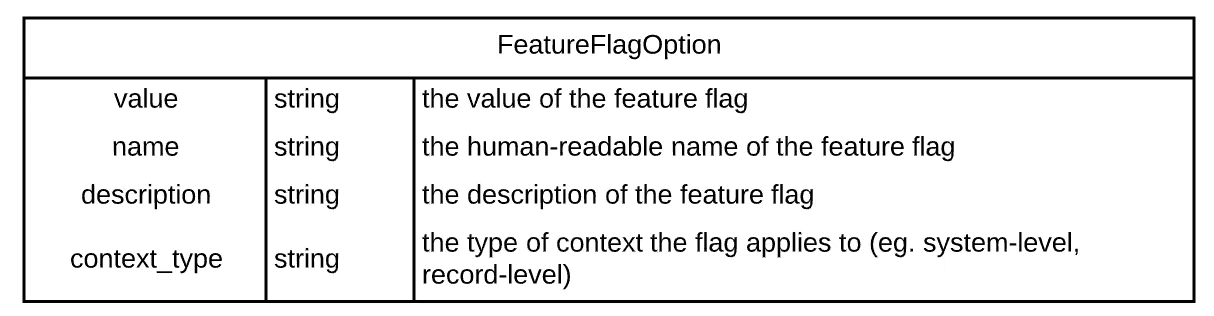 FeatureFlagOption
value string the value of the feature flag
name string the human-readable name of the feature flag
description string the description of the feature flag
context_type string the type of context the flag applies to (eg. system-level,
record-level)